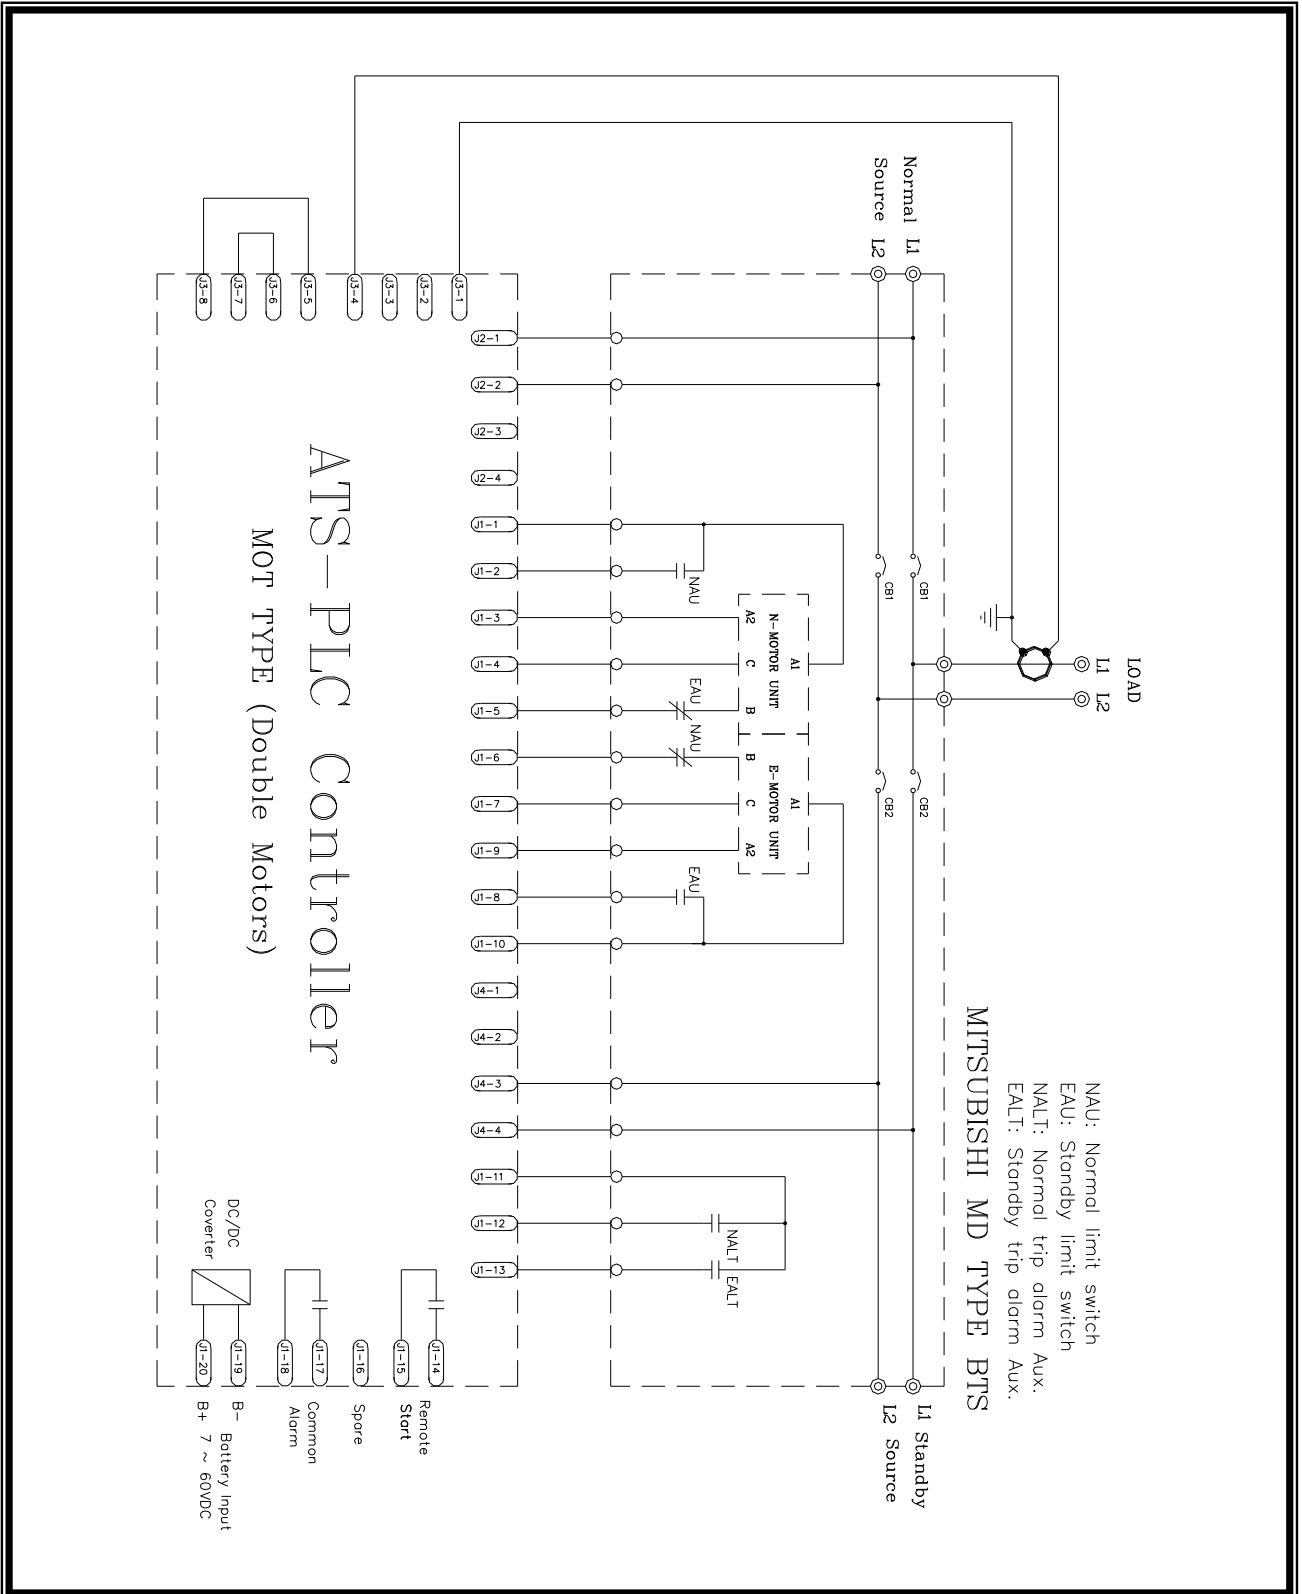 LOAD
L1
L2
Normal L1
Source L2
CB1
CB1
CB2
CB2
NAU: Normal limit switch
EAU: Standby limit switch
NALT: Normal trip alarm Aux.
EALT: Standby trip alarm Aux.
MITSUBISHI MD TYPE BTS
L1 Standby
L2 Source
A1
N-MOTOR UNIT
A2
C
B
A1
E-MOTOR UNIT
B
C
A2
NAU
EAU
NAU
EAU
NALT
EALT
J3-1
J3-2
J3-3
J3-4
J3-5
J3-6
J3-7
J3-8
J2-1
J2-2
J2-3
J2-4
J1-1
J1-2
J1-3
J1-4
J1-5
J1-6
J1-7
J1-9
J1-8
J1-10
J4-1
J4-2
J4-3
J4-4
J1-11
J1-12
J1-13
ATS-PLC Controller
MOT TYPE (Double Motors)
J1-14
J1-15
J1-16
J1-17
J1-18
J1-19
J1-20
Remote
Start
Spare
Common
Alarm
DC/DC
Coverter
B- Battery Input
B+ 7 ~ 60VDC